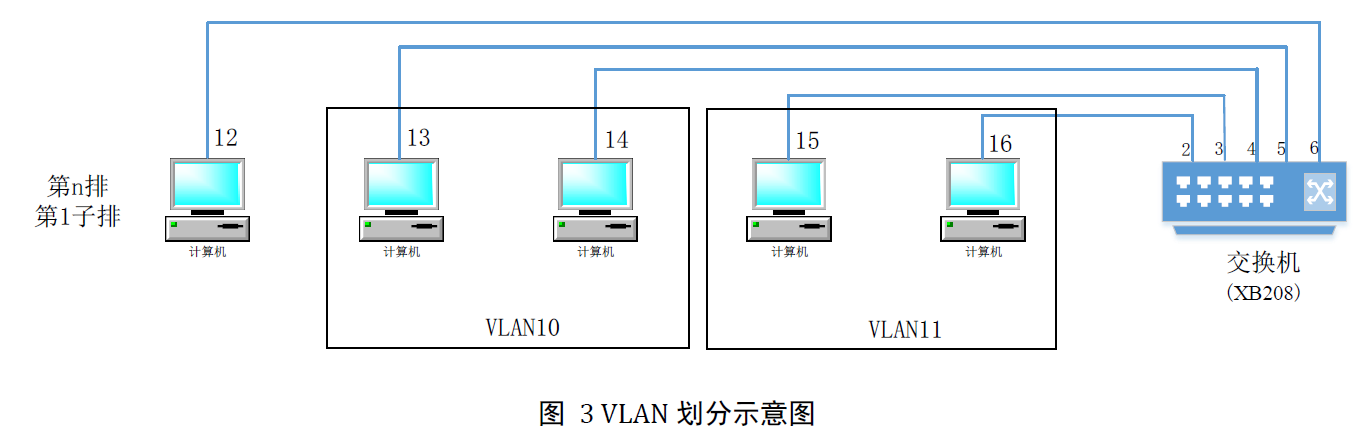 12
13
14
15
16
2 3 4 5 6
第n排
第1子排
计算机
计算机
计算机
计算机
计算机
交换机
(XB208)
VLAN10
VLAN11
图 3 VLAN 划分示意图